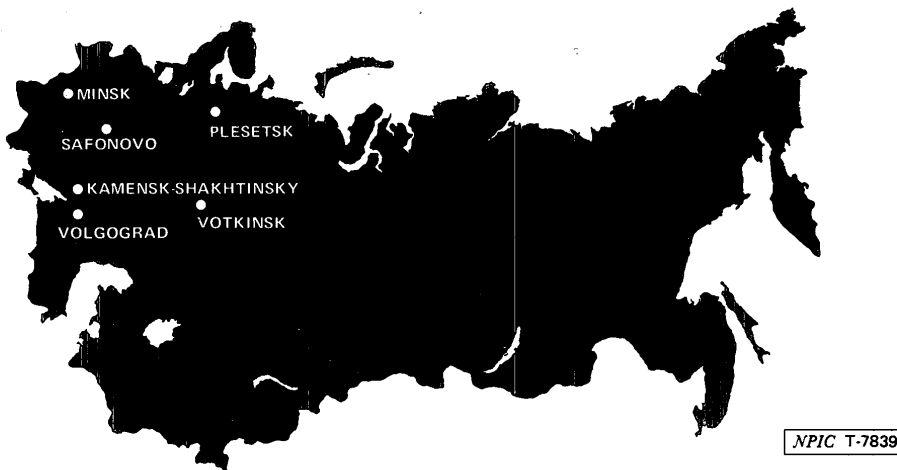 MINSK
PLESETSK
SAFONOVO
KAMENSK-SHAKHTINSKY
VOTKINSK
VOLGOGRAD
NPIC T-7839